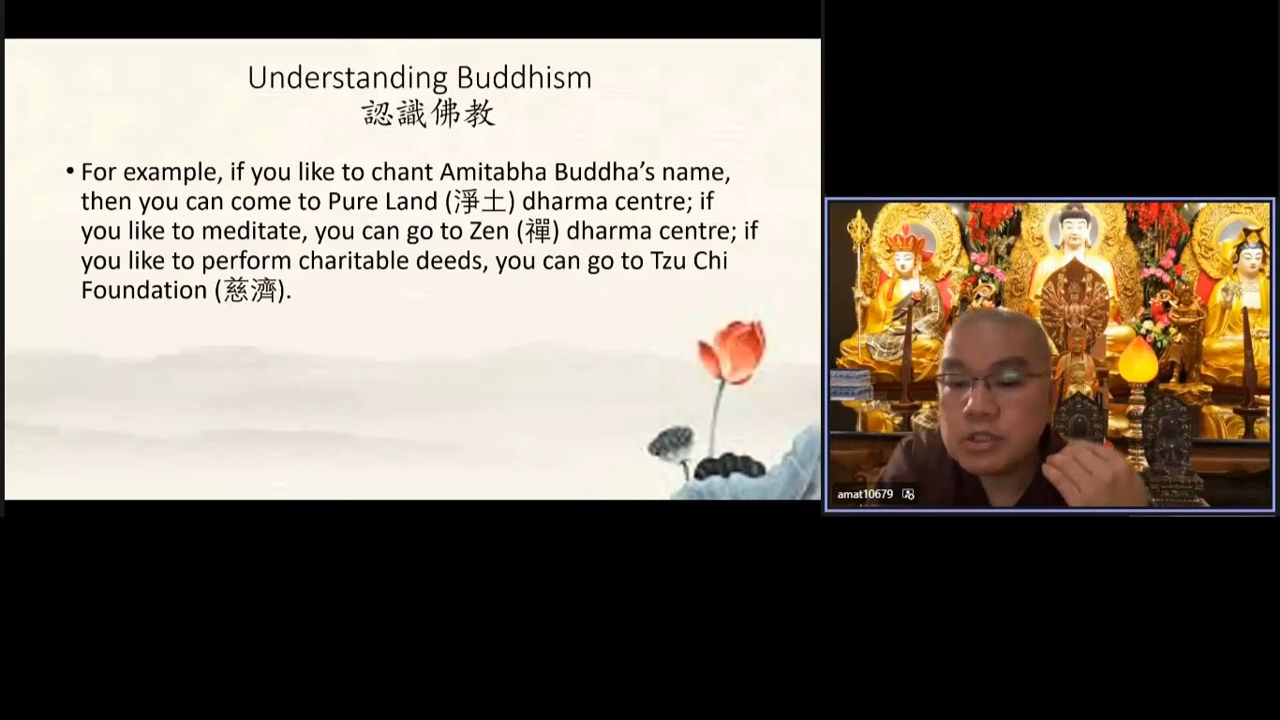 Understanding Buddhism
認識佛教
• For example, if you like to chant Amitabha Buddha’s name,
then you can come to Pure Land (淨土) dharma centre; if
you like to meditate, you can go to Zen (禪) dharma centre; if
you like to perform charitable deeds, you can go to Tzu Chi
Foundation (慈濟).
amat10679